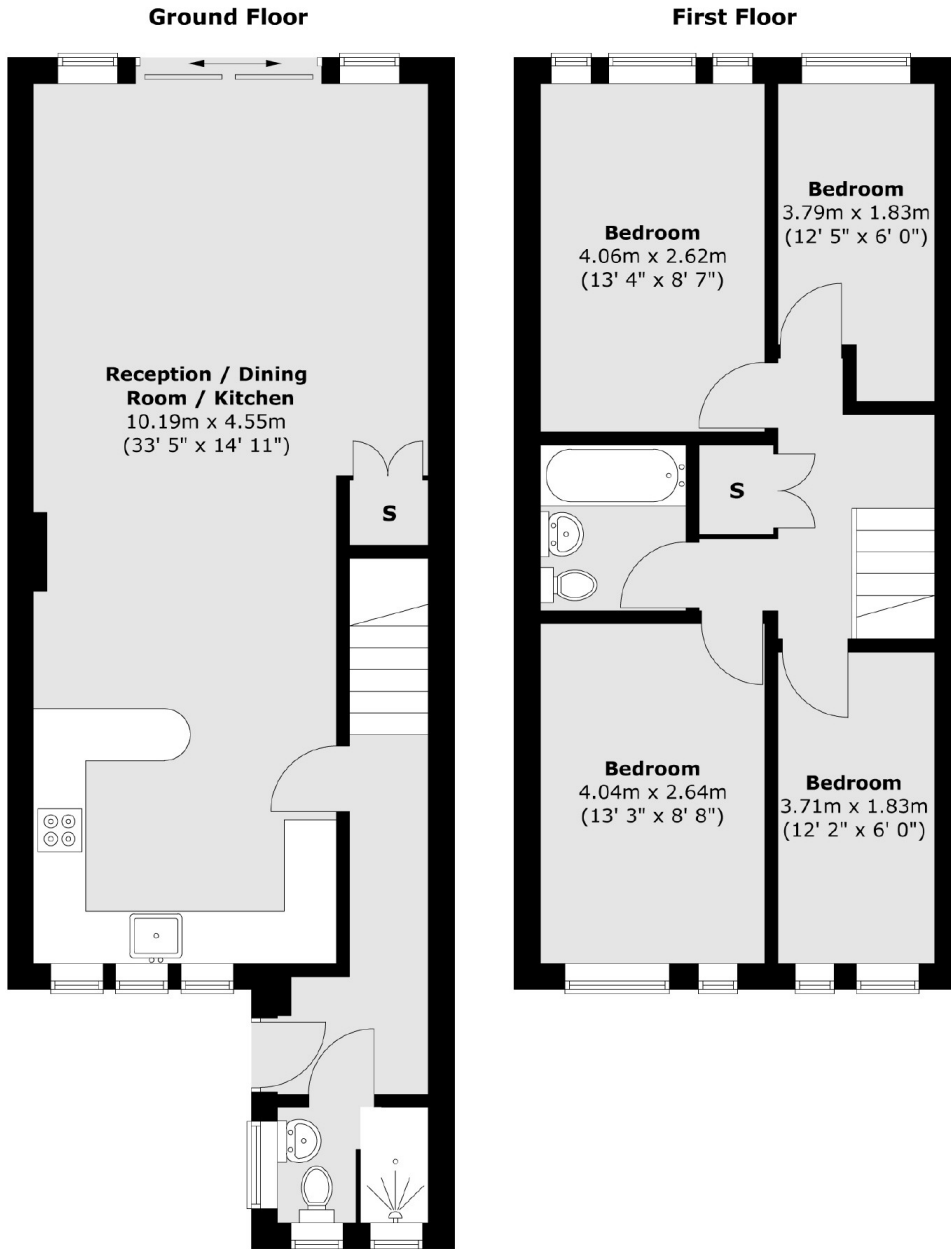 Ground Floor
Reception / Dining
Room / Kitchen
10.19m x 4.55m
(33' 5" x 14' 11")
S
First Floor
Bedroom
4.06m x 2.62m
(13' 4" x 8' 7")
Bedroom
3.79m x 1.83m
(12' 5" x 6' 0")
S
Bedroom
4.04m x 2.64m
(13' 3" x 8' 8")
Bedroom
3.71m x 1.83m
(12' 2" x 6' 0")